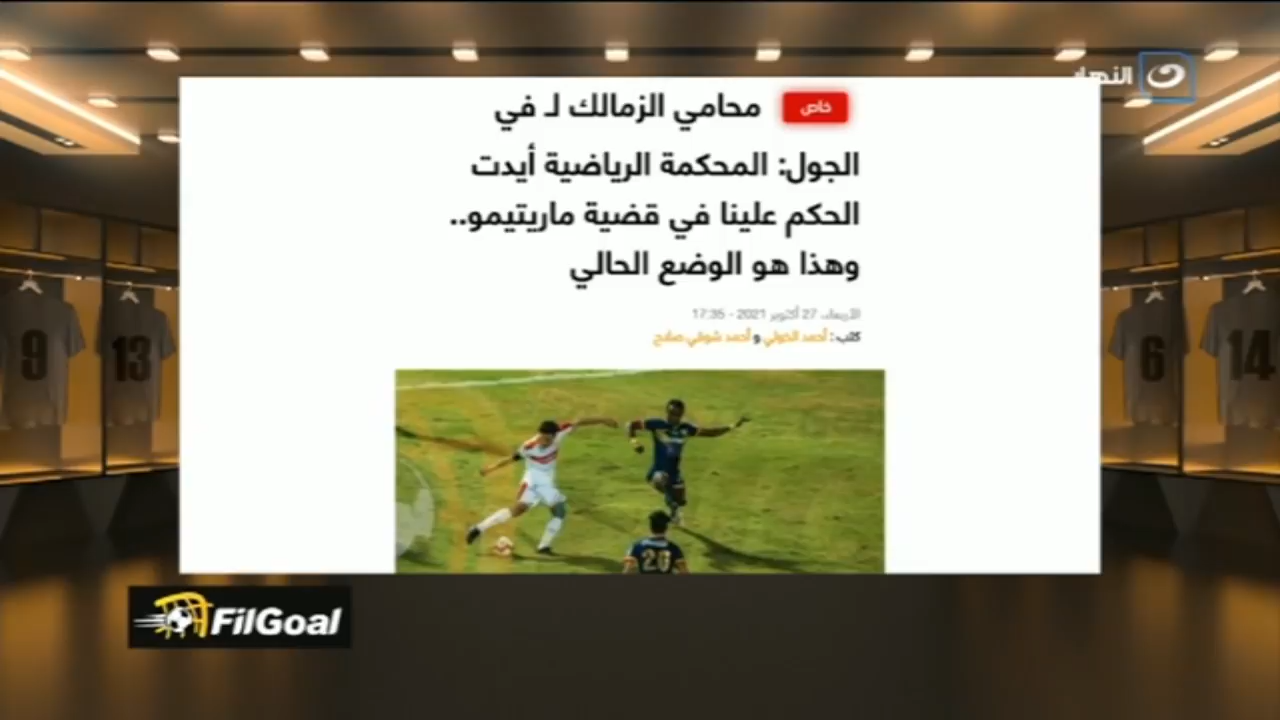 النهار
خاص
محامي الزمالك لـ في
الجول: المحكمة الرياضية أيدت
الحكم علينا في قضية ماريتيمو..
وهذا هو الوضع الحالي
الأربعاء، 27 أكتوبر 2021 - 17:35
كتب : أحمد الخولي و أحمد شوقي صالح
9
13
6
14
20
FilGoal